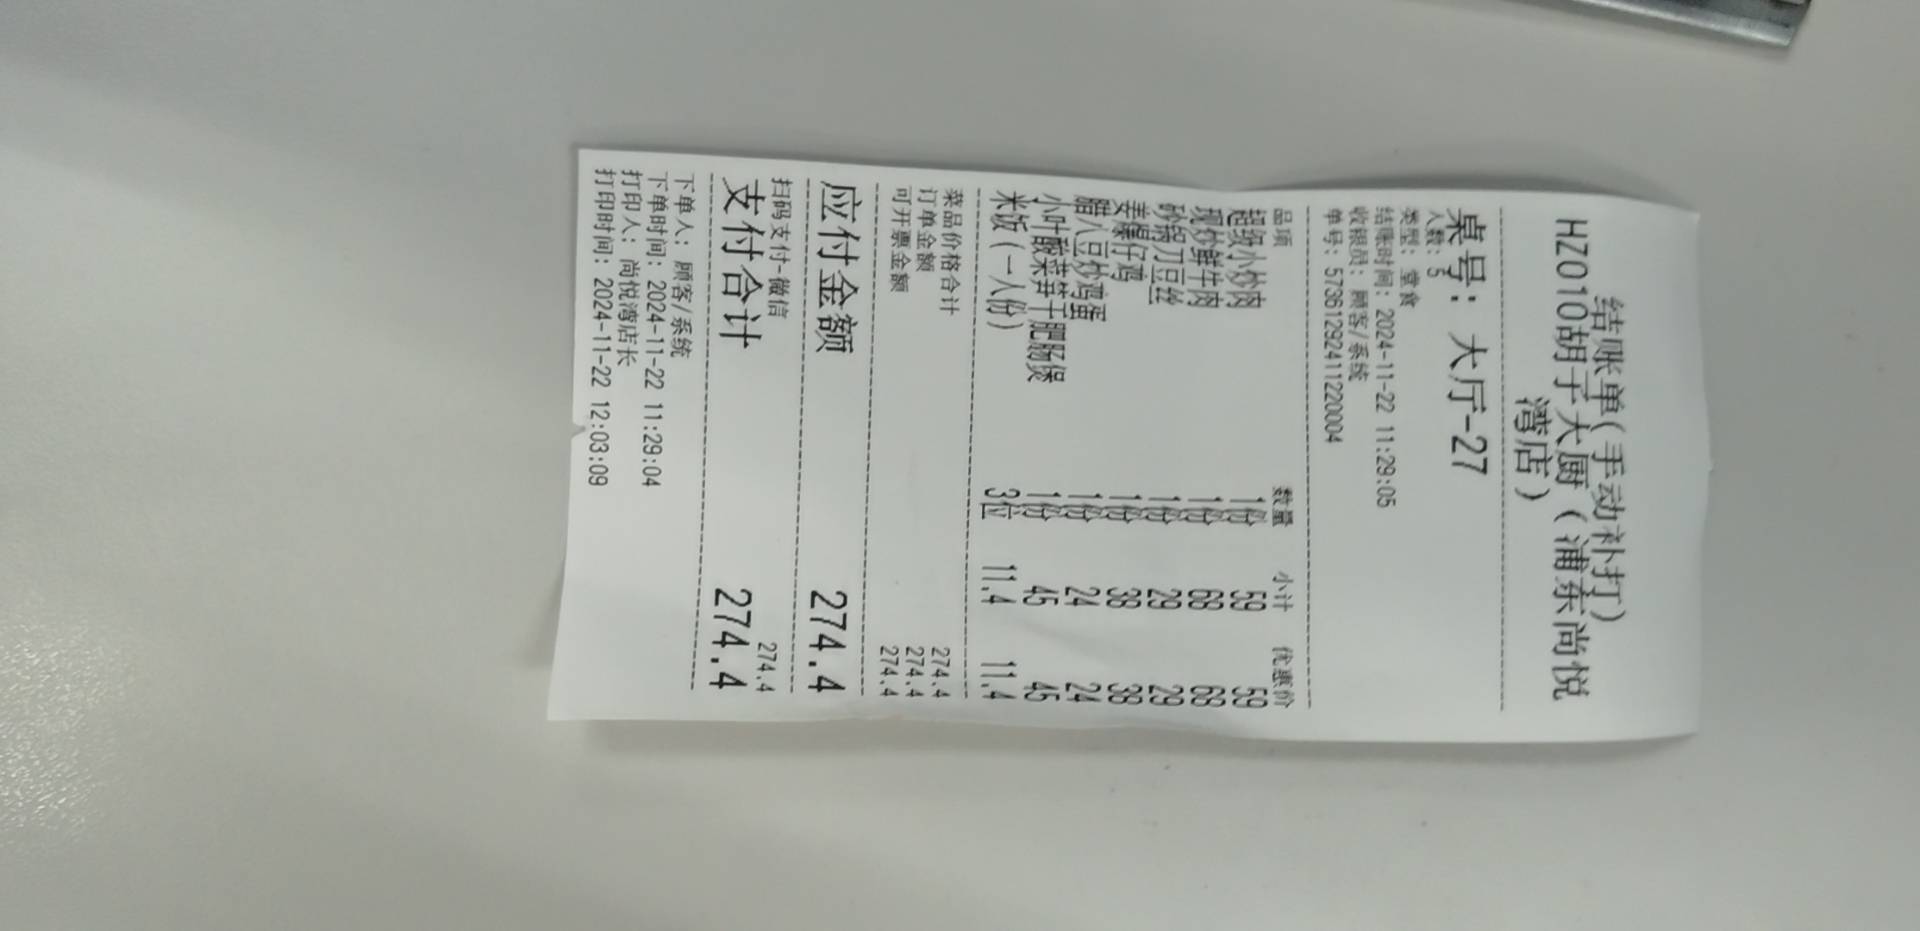 结账单(手动补打)
HZ010胡子大厨（浦东尚悦
湾店）
桌号：大厅-27
人数：5
类型：堂食
结账时间：2024-11-22 11:29:05
收银员：顾客/系统
单号：57361292411220004
品项 数量 小计 优惠价
超级小炒肉 1份 59 59
现炒鲜牛肉 1份 68 68
砂锅刀豆丝 1份 29 29
姜爆仔鸡 1份 38 38
腊八豆炒鸡蛋 1份 24 24
小叶酸菜笋干肥肠煲 1份 45 45
米饭（一人份） 3位 11.4 11.4
菜品价格合计 274.4
订单金额 274.4
可开票金额 274.4
应付金额 274.4
扫码支付-微信 274.4
支付合计 274.4
下单人：顾客/系统
下单时间：2024-11-22 11:29:04
打印人：尚悦湾店长
打印时间：2024-11-22 12:03:09